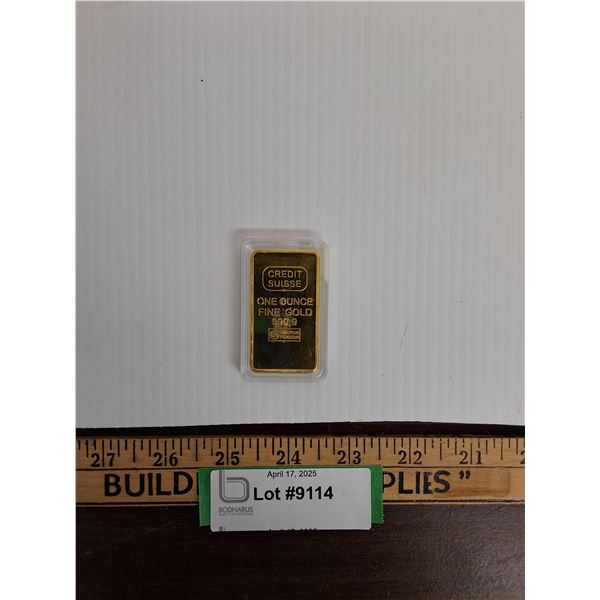 CREDIT
SUISSE
ONE OUNCE
FINE GOLD
999,9
27 26 25 24 23 22 21
BUILD PLIES"
April 17, 2025
Lot #9114
BODNARUS
AUCTIONEERING